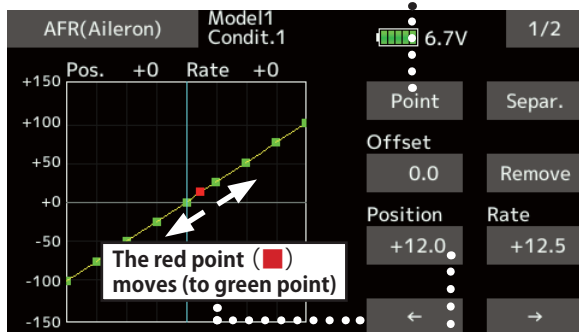 AFR(Aileron)
Model1
Condit.1
6.7V
1/2
Pos. +0 Rate +0
+150
+100
+50
+0
-50
-100
-150
Point
Separ.
Offset
0.0
Remove
Position
Rate
+12.0
+12.5
←
→
The red point (■)
moves (to green point)